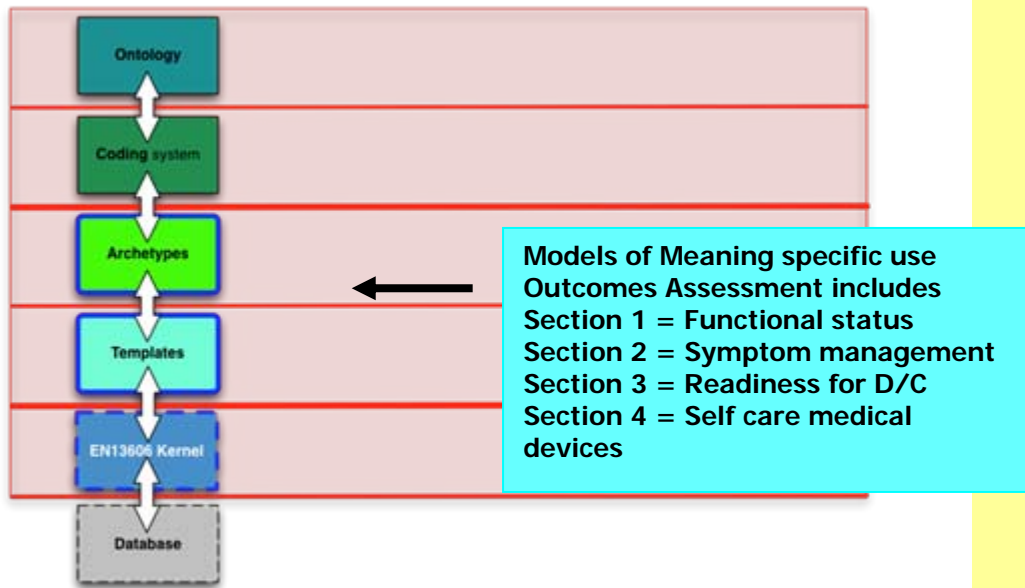 Ontology
Coding system
Archetypes
Templates
EN13606 Kernel
Database
Models of Meaning specific use
Outcomes Assessment includes
Section 1 = Functional status
Section 2 = Symptom management
Section 3 = Readiness for D/C
Section 4 = Self care medical
devices